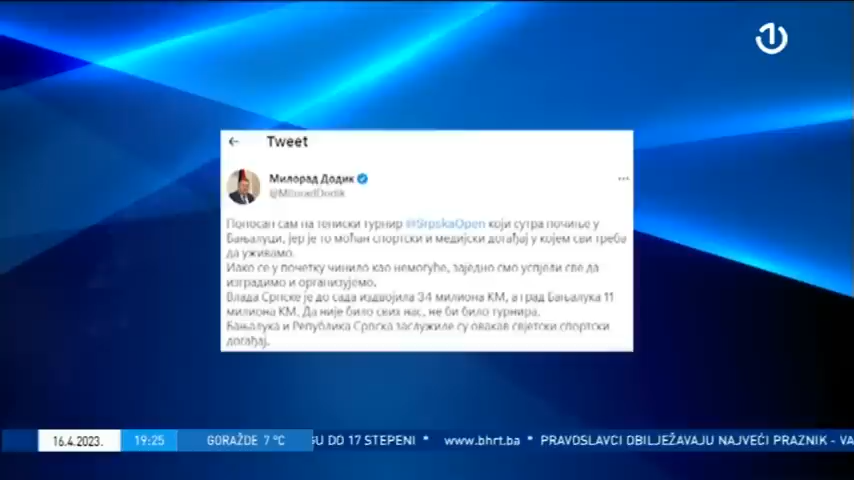 1
Tweet
Милорад Додик
@MiloradDodik
Поносан сам на тениски турнир #SrpskaOpen који сутра почиње у
Бањалуци, јер је то моћан спортски и медијски догађај у којем сви треба
да уживамо.
Иако се у почетку чинило као немогуће, заједно смо успјели све да
изградимо и организујемо.
Влада Српске је до сада издвојила 34 милиона КМ, а град Бањалука 11
милиона КМ. Да није било свих нас, не би било турнира.
Бањалука и Република Српска заслужиле су овакав свјетски спортски
догађај.
16.4.2023. 19:25 GORAŽDE 7 °C GU DO 17 STEPENI * www.bhrt.ba * PRAVOSLAVCI OBILJEŽAVAJU NAJVEĆI PRAZNIK - VA